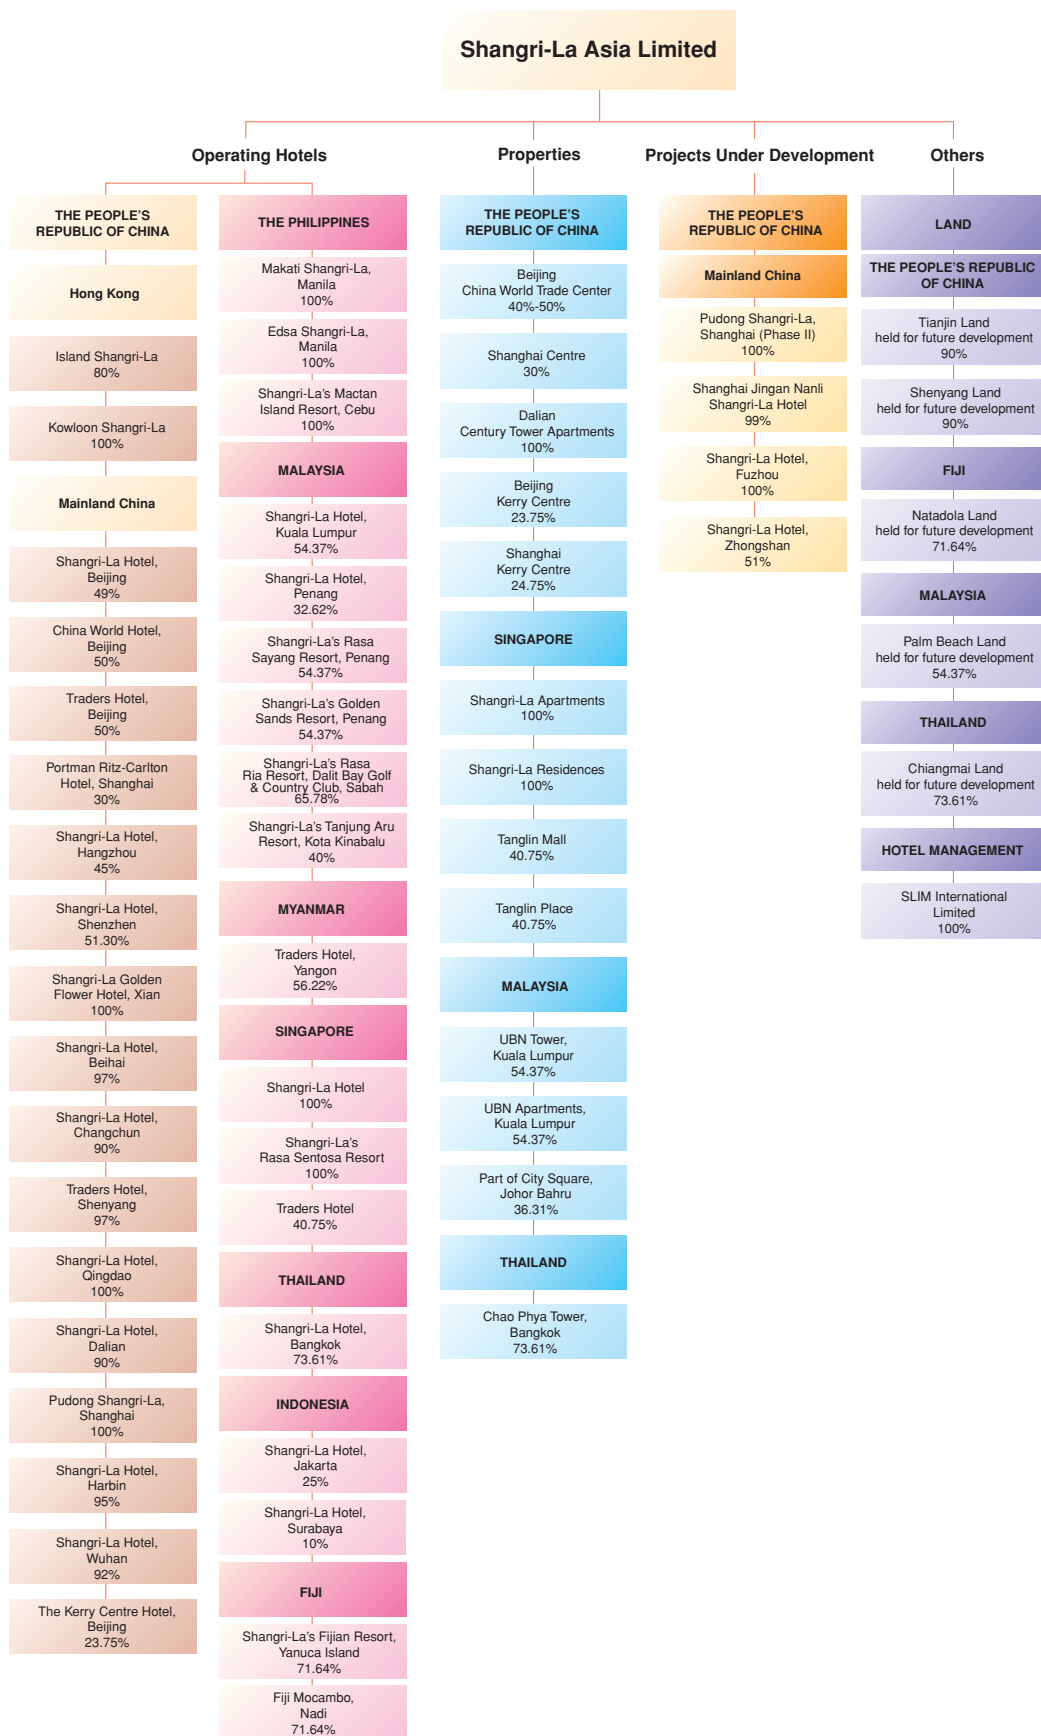 Shangri-La Asia Limited
Operating Hotels
THE PEOPLE'S
REPUBLIC OF CHINA
Hong Kong
Island Shangri-La
80%
Kowloon Shangri-La
100%
Mainland China
Shangri-La Hotel,
Beijing
49%
China World Hotel,
Beijing
50%
Traders Hotel,
Beijing
50%
Portman Ritz-Carlton
Hotel, Shanghai
30%
Shangri-La Hotel,
Hangzhou
45%
Shangri-La Hotel,
Shenzhen
51.30%
Shangri-La Golden
Flower Hotel, Xian
100%
Shangri-La Hotel,
Beihai
97%
Shangri-La Hotel,
Changchun
90%
Traders Hotel,
Shenyang
97%
Shangri-La Hotel,
Qingdao
100%
Shangri-La Hotel,
Dalian
90%
Pudong Shangri-La,
Shanghai
100%
Shangri-La Hotel,
Harbin
95%
Shangri-La Hotel,
Wuhan
92%
The Kerry Centre Hotel,
Beijing
23.75%
THE PHILIPPINES
Makati Shangri-La,
Manila
100%
Edsa Shangri-La,
Manila
100%
Shangri-La's Mactan
Island Resort, Cebu
100%
MALAYSIA
Shangri-La Hotel,
Kuala Lumpur
54.37%
Shangri-La Hotel,
Penang
32.62%
Shangri-La's Rasa
Sayang Resort, Penang
54.37%
Shangri-La's Golden
Sands Resort, Penang
54.37%
Shangri-La's Rasa
Ria Resort, Dalit Bay Golf
& Country Club, Sabah
65.78%
Shangri-La's Tanjung Aru
Resort, Kota Kinabalu
40%
MYANMAR
Traders Hotel,
Yangon
56.22%
SINGAPORE
Shangri-La Hotel
100%
Shangri-La's
Rasa Sentosa Resort
100%
Traders Hotel
40.75%
THAILAND
Shangri-La Hotel,
Bangkok
73.61%
INDONESIA
Shangri-La Hotel,
Jakarta
25%
Shangri-La Hotel,
Surabaya
10%
FIJI
Shangri-La's Fijian Resort,
Yanuca Island
71.64%
Fiji Mocambo,
Nadi
71.64%
Properties
THE PEOPLE'S
REPUBLIC OF CHINA
Beijing
China World Trade Center
40%-50%
Shanghai Centre
30%
Dalian
Century Tower Apartments
100%
Beijing
Kerry Centre
23.75%
Shanghai
Kerry Centre
24.75%
SINGAPORE
Shangri-La Apartments
100%
Shangri-La Residences
100%
Tanglin Mall
40.75%
Tanglin Place
40.75%
MALAYSIA
UBN Tower,
Kuala Lumpur
54.37%
UBN Apartments,
Kuala Lumpur
54.37%
Part of City Square,
Johor Bahru
36.31%
THAILAND
Chao Phya Tower,
Bangkok
73.61%
Projects Under Development
THE PEOPLE'S
REPUBLIC OF CHINA
Mainland China
Pudong Shangri-La,
Shanghai (Phase II)
100%
Shanghai Jingan Nanli
Shangri-La Hotel
99%
Shangri-La Hotel,
Fuzhou
100%
Shangri-La Hotel,
Zhongshan
51%
Others
LAND
THE PEOPLE'S REPUBLIC
OF CHINA
Tianjin Land
held for future development
90%
Shenyang Land
held for future development
90%
FIJI
Natadola Land
held for future development
71.64%
MALAYSIA
Palm Beach Land
held for future development
54.37%
THAILAND
Chiangmai Land
held for future development
73.61%
HOTEL MANAGEMENT
SLIM International
Limited
100%